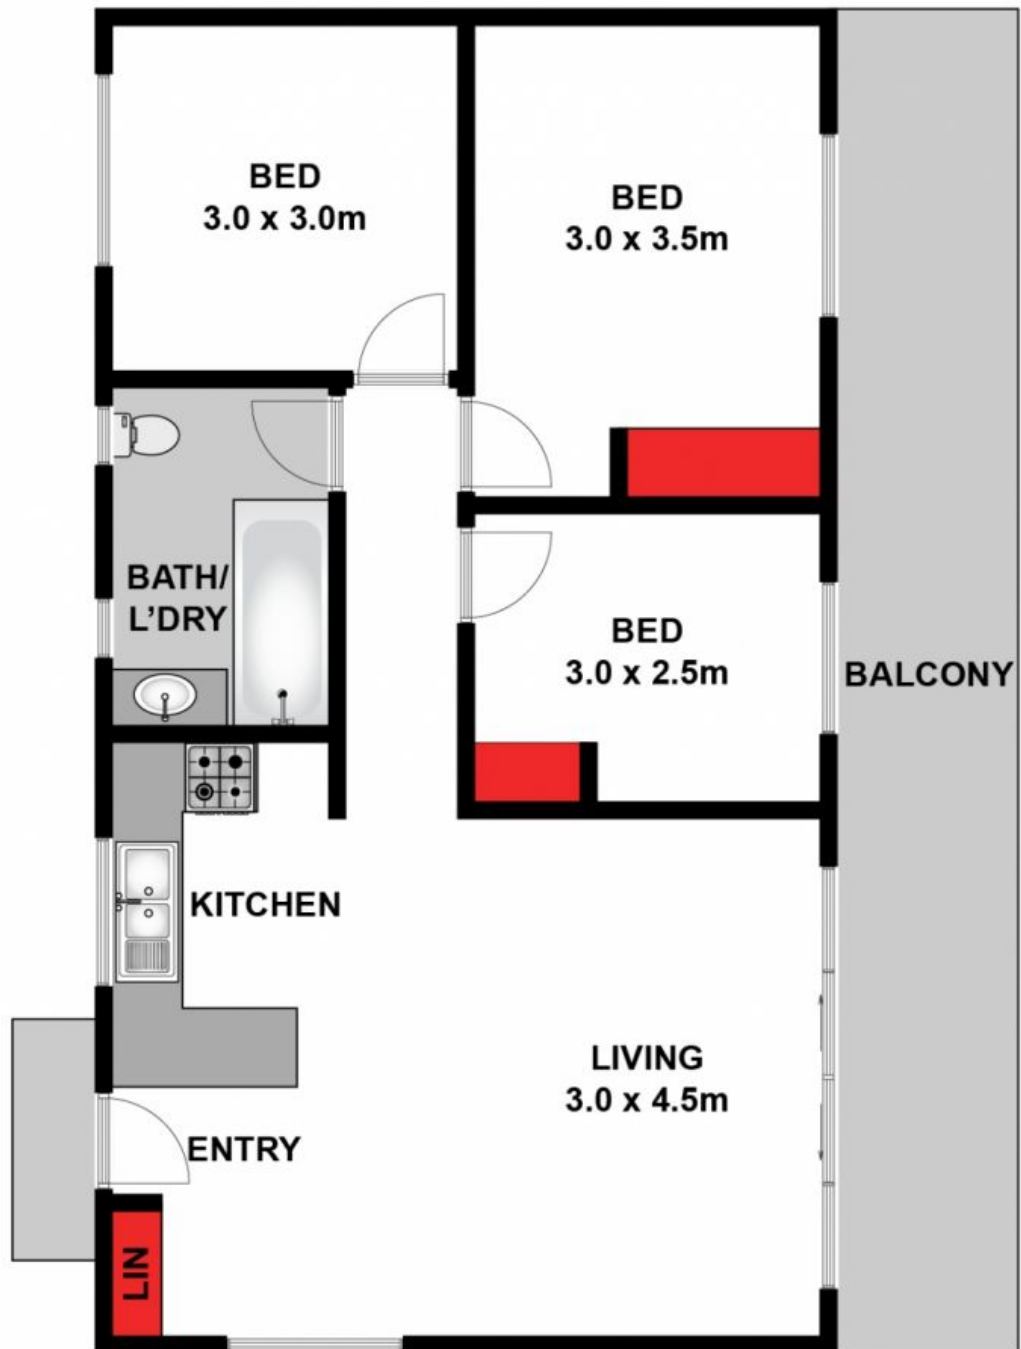 BED
3.0 x 3.0m
BED
3.0 x 3.5m
BATH/
L'DRY
BED
3.0 x 2.5m
BALCONY
KITCHEN
LIVING
3.0 x 4.5m
ENTRY
LIN